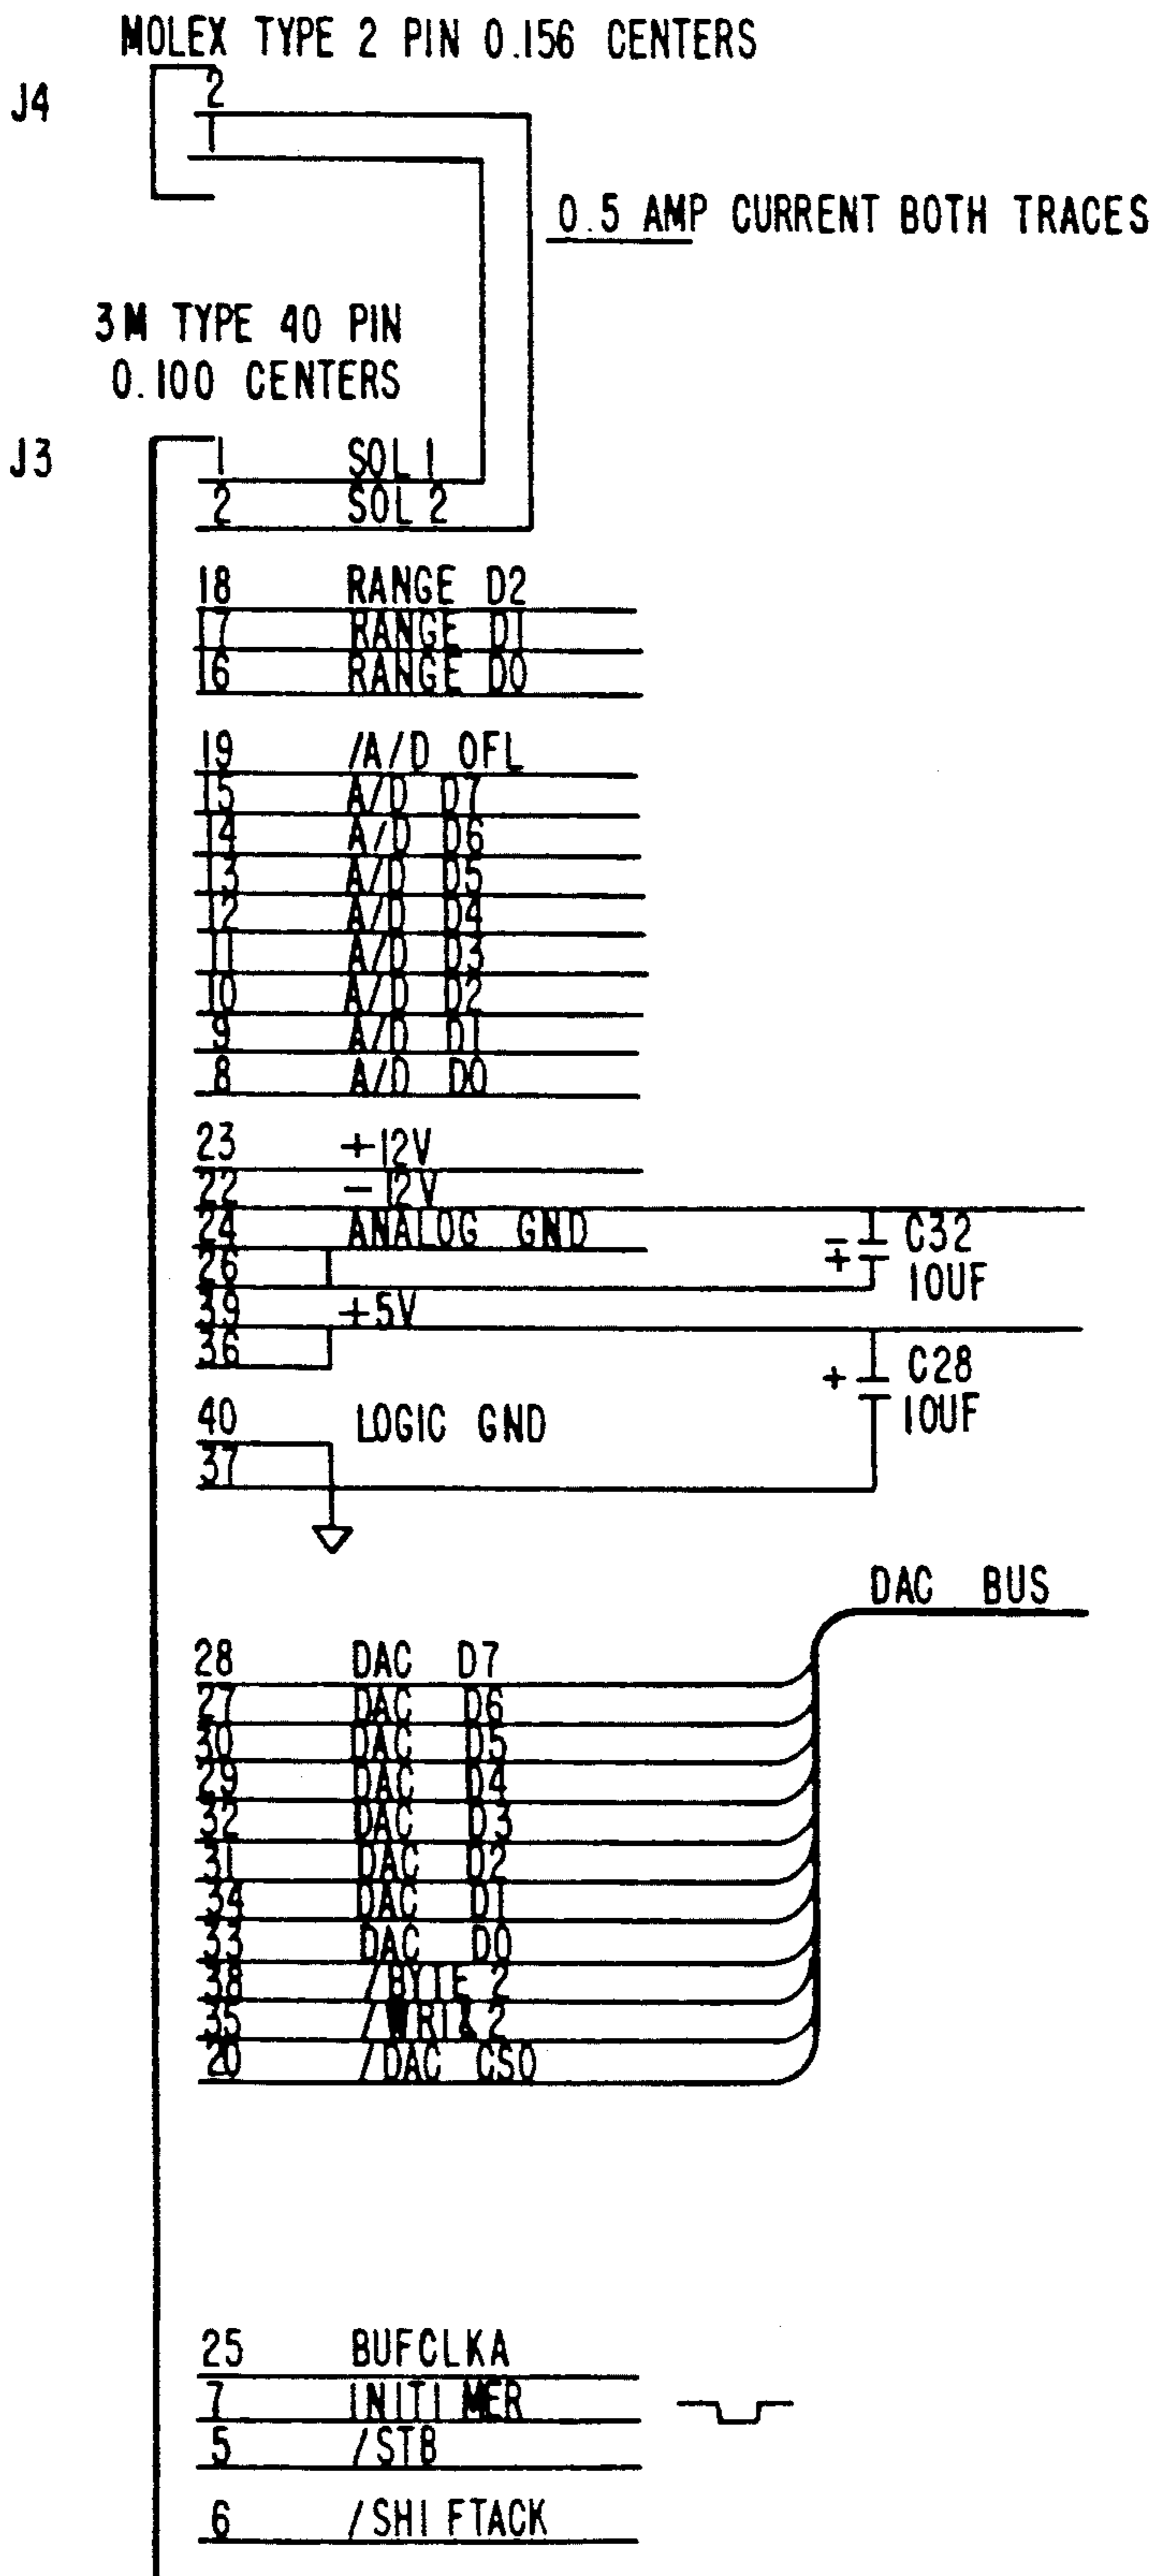 MOLEX TYPE 2 PIN 0.156 CENTERS
J4
2
1
0.5 AMP CURRENT BOTH TRACES
3M TYPE 40 PIN
0.100 CENTERS
J3
1 SOL 1
2 SOL 2
18 RANGE D2
17 RANGE D1
16 RANGE D0
19 /A/D OFL
15 A/D D7
14 A/D D6
13 A/D D5
12 A/D D4
11 A/D D3
10 A/D D2
9 A/D D1
8 A/D D0
23 +12V
22 -12V
24 ANALOG GND
- C32
26 + 10UF
39 +5V
36
+ C28
10UF
40 LOGIC GND
37
DAC BUS
28 DAC D7
27 DAC D6
30 DAC D5
29 DAC D4
32 DAC D3
31 DAC D2
34 DAC D1
33 DAC D0
38 /BYTE 2
35
20 /DAC CS0
25 BUFCLKA
7 INITIMER
5 /STB
6 /SHIFTACK